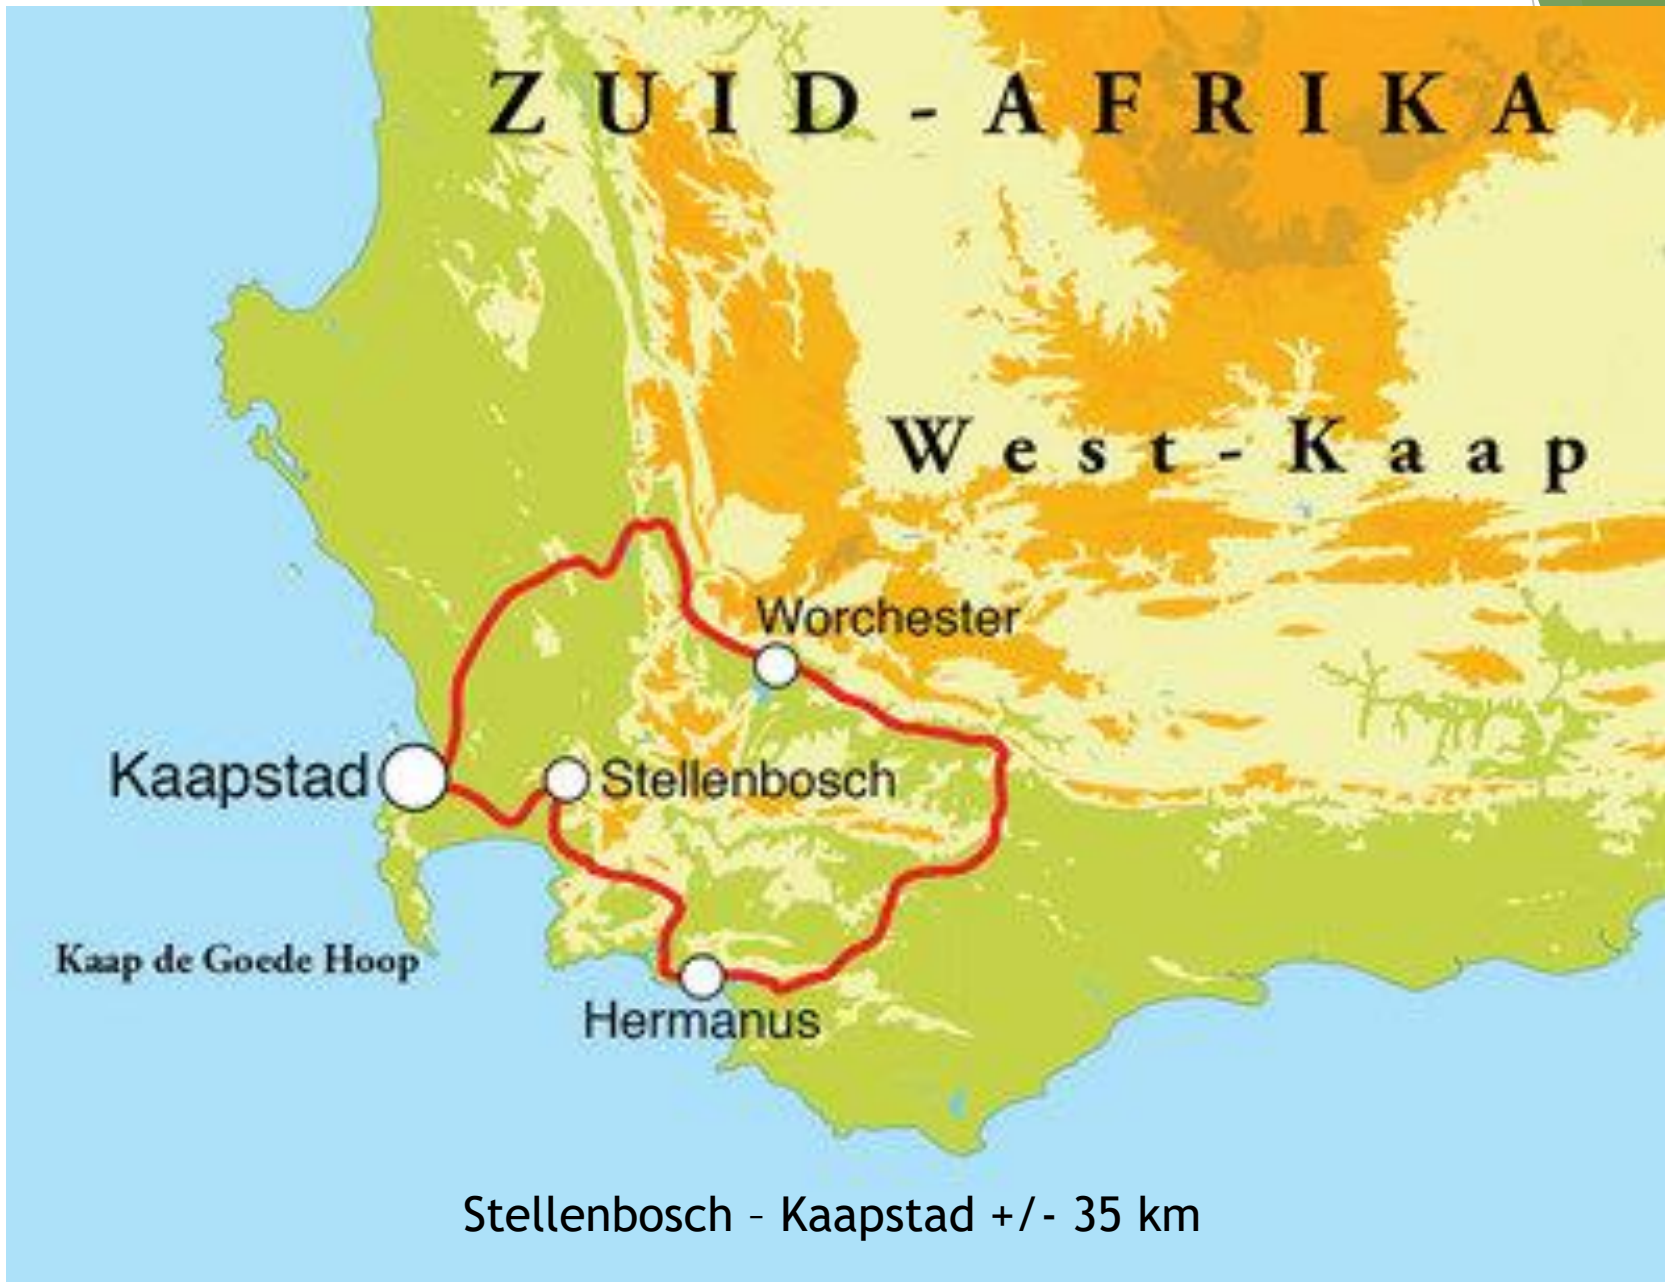 ZUID-AFRIKA
West-Kaap
Worchester
Kaapstad
Stellenbosch
Kaap de Goede Hoop
Hermanus
Stellenbosch – Kaapstad +/- 35 km